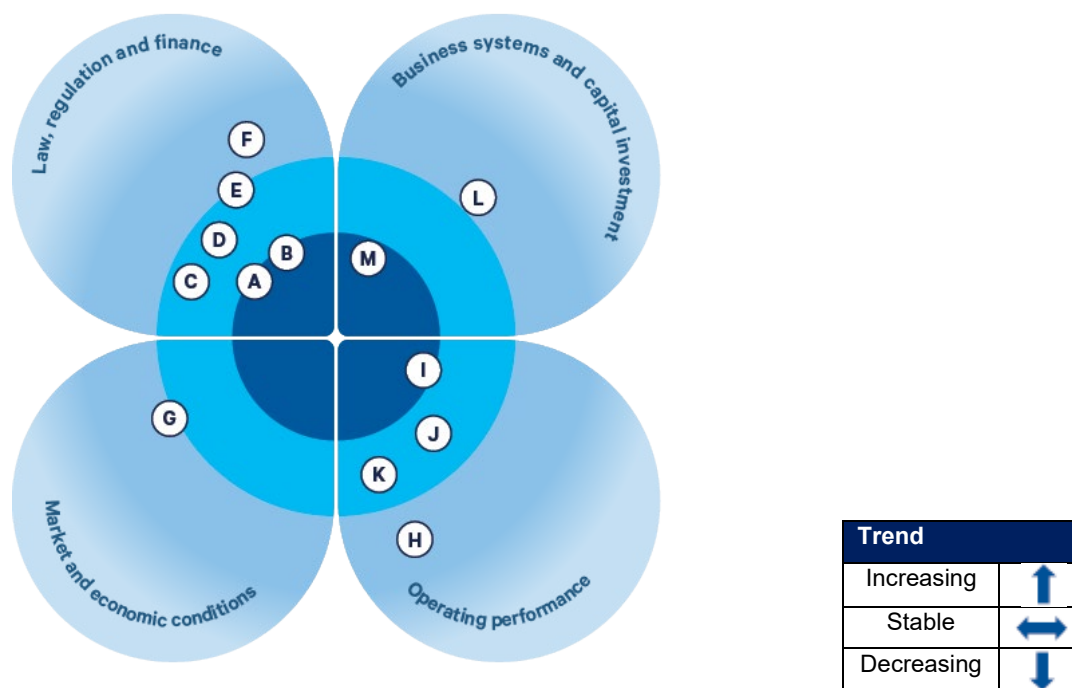 Law, regulation and finance
Business systems and capital investment
F
E
L
D
B
M
C
A
I
G
J
K
H
Market and economic conditions
Operating performance
Trend
Increasing
Stable
Decreasing